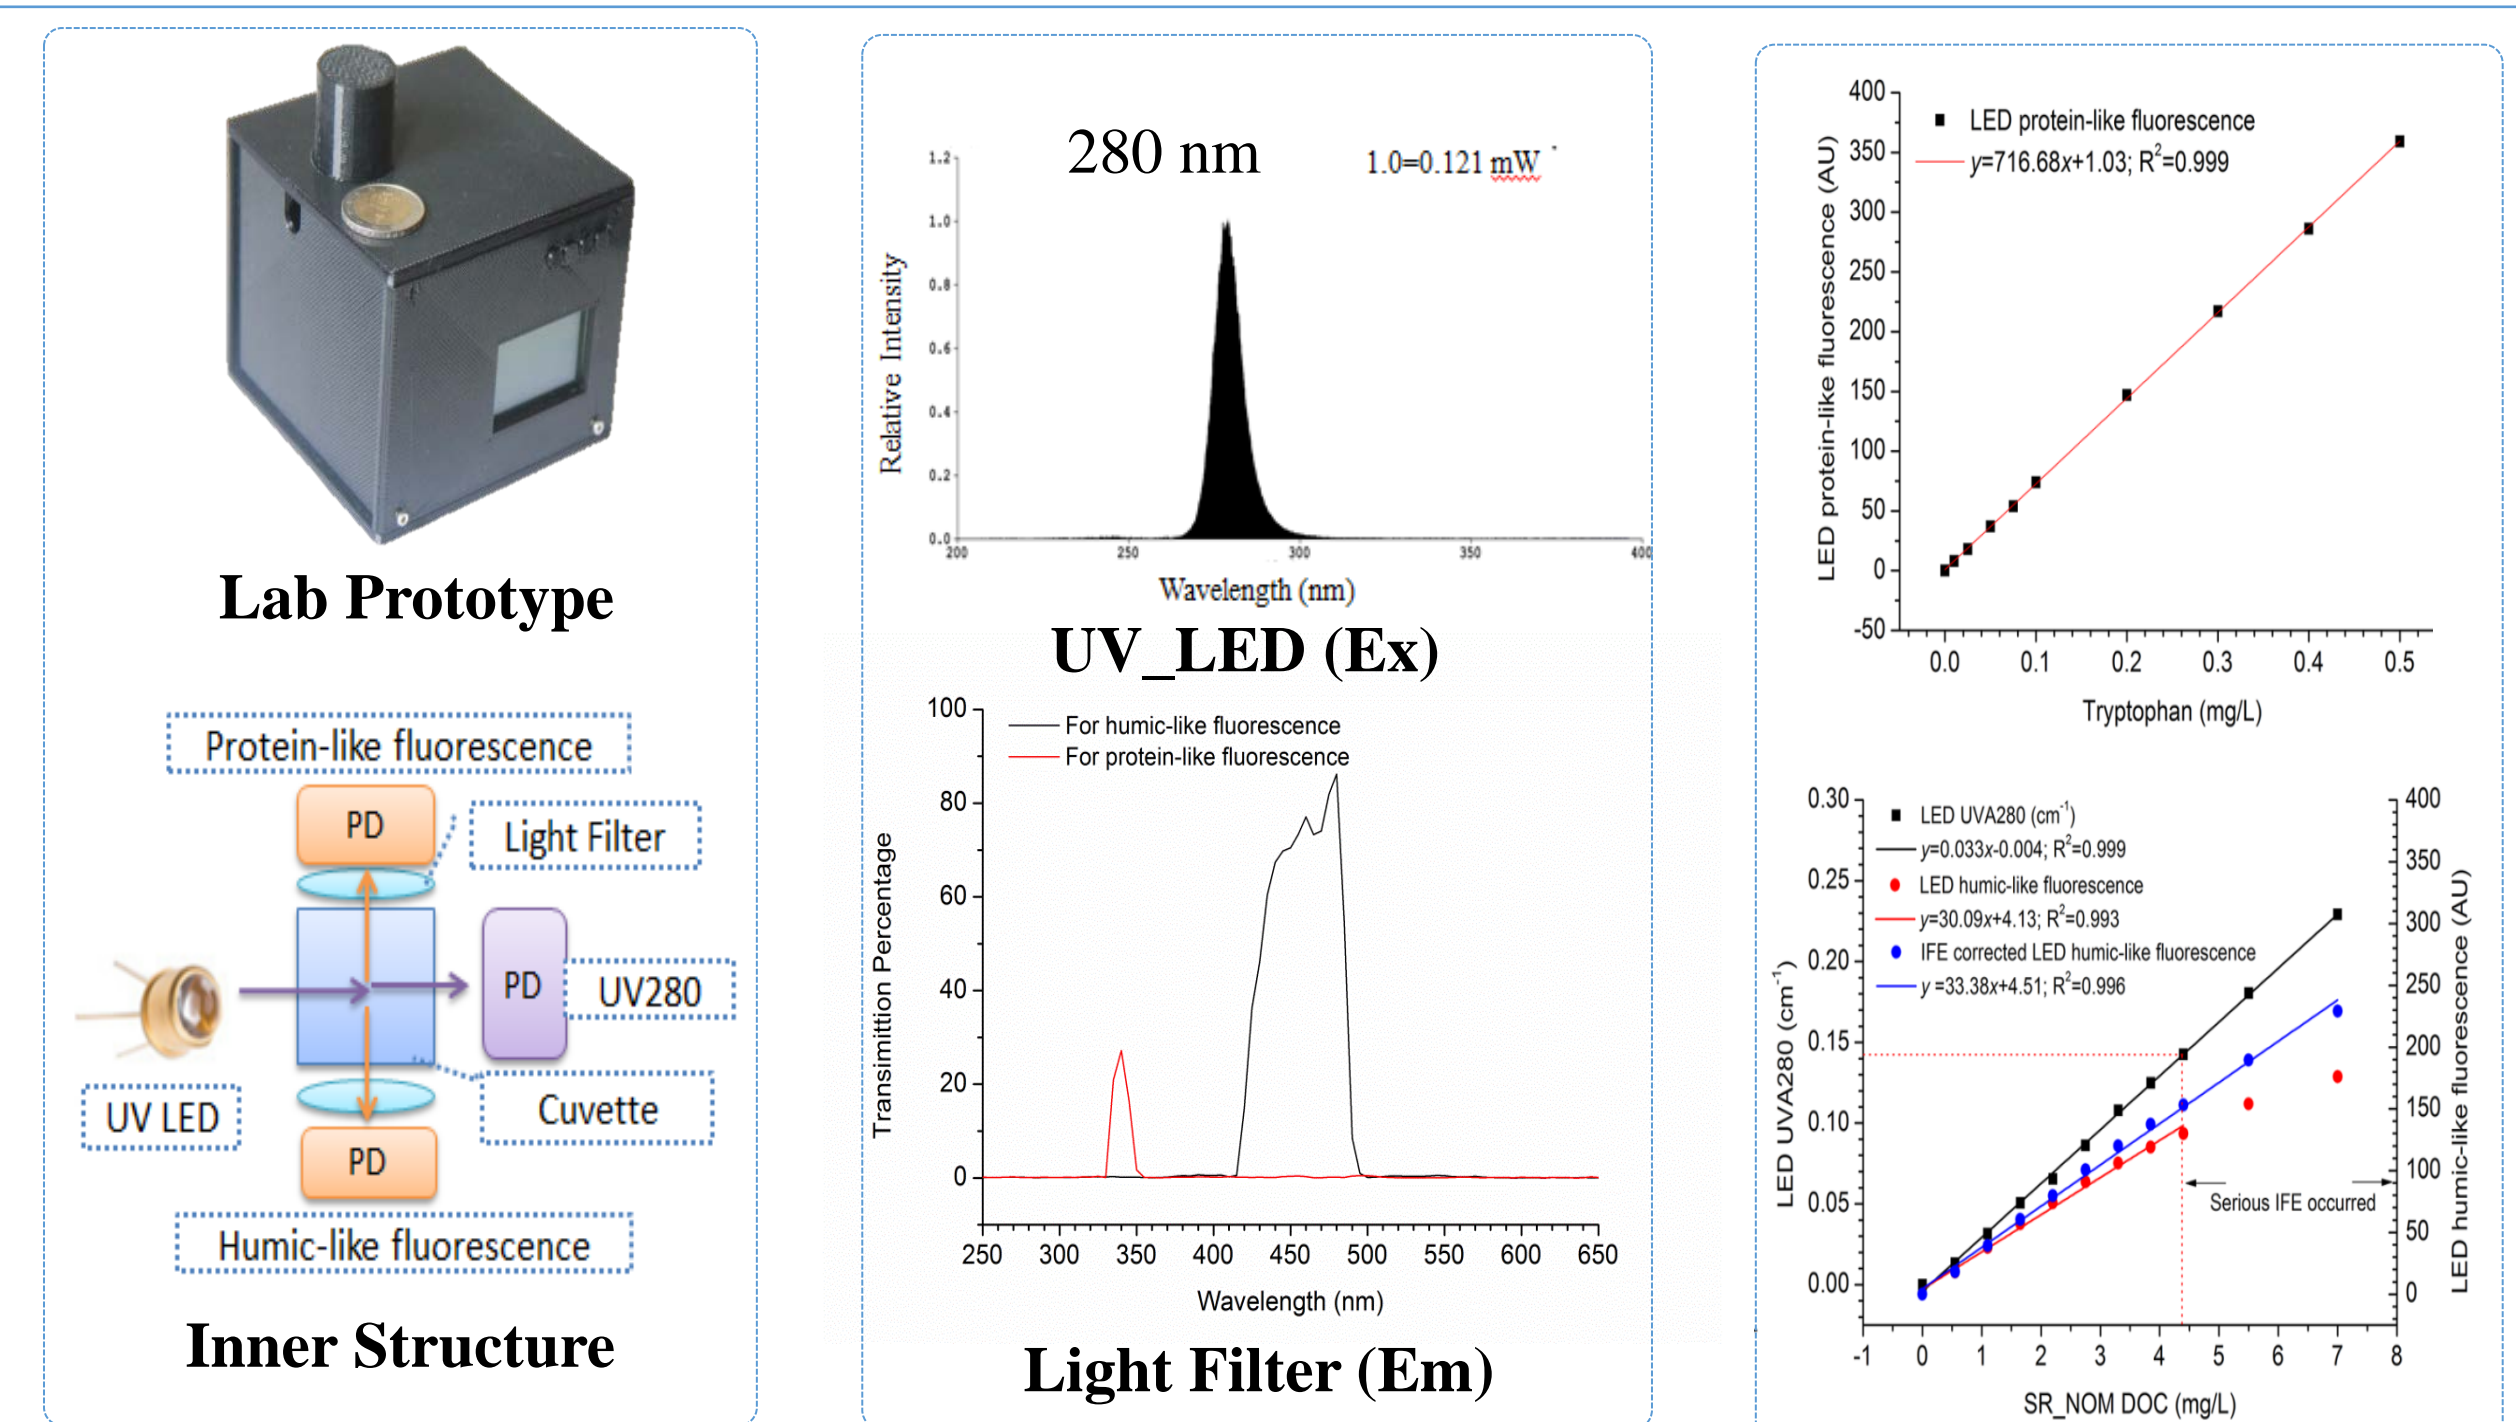 Lab Prototype
Protein-like fluorescence
PD
Light Filter
PD
UV280
UV LED
Cuvette
PD
Humic-like fluorescence
Inner Structure
280 nm
1.0=0.121 mW
1.2
1.0
0.8
0.6
0.4
0.2
0.0
Relative Intensity
200 250 300 350 400
Wavelength (nm)
UV_LED (Ex)
For humic-like fluorescence
For protein-like fluorescence
100
80
60
40
20
0
Transimittion Percentage
250 300 350 400 450 500 550 600 650
Wavelength (nm)
Light Filter (Em)
LED protein-like fluorescence
y=716.68x+1.03; R²=0.999
400
350
300
250
200
150
100
50
0
-50
LED protein-like fluorescence (AU)
0.0 0.1 0.2 0.3 0.4 0.5
Tryptophan (mg/L)
LED UVA280 (cm⁻¹)
y=0.033x-0.004; R²=0.999
LED humic-like fluorescence
y=30.09x+4.13; R²=0.993
IFE corrected LED humic-like fluorescence
y =33.38x+4.51; R²=0.996
0.30
0.25
0.20
0.15
0.10
0.05
0.00
LED UVA280 (cm⁻¹)
400
350
300
250
200
150
100
50
0
LED humic-like fluorescence (AU)
Serious IFE occurred
-1 0 1 2 3 4 5 6 7 8
SR_NOM DOC (mg/L)